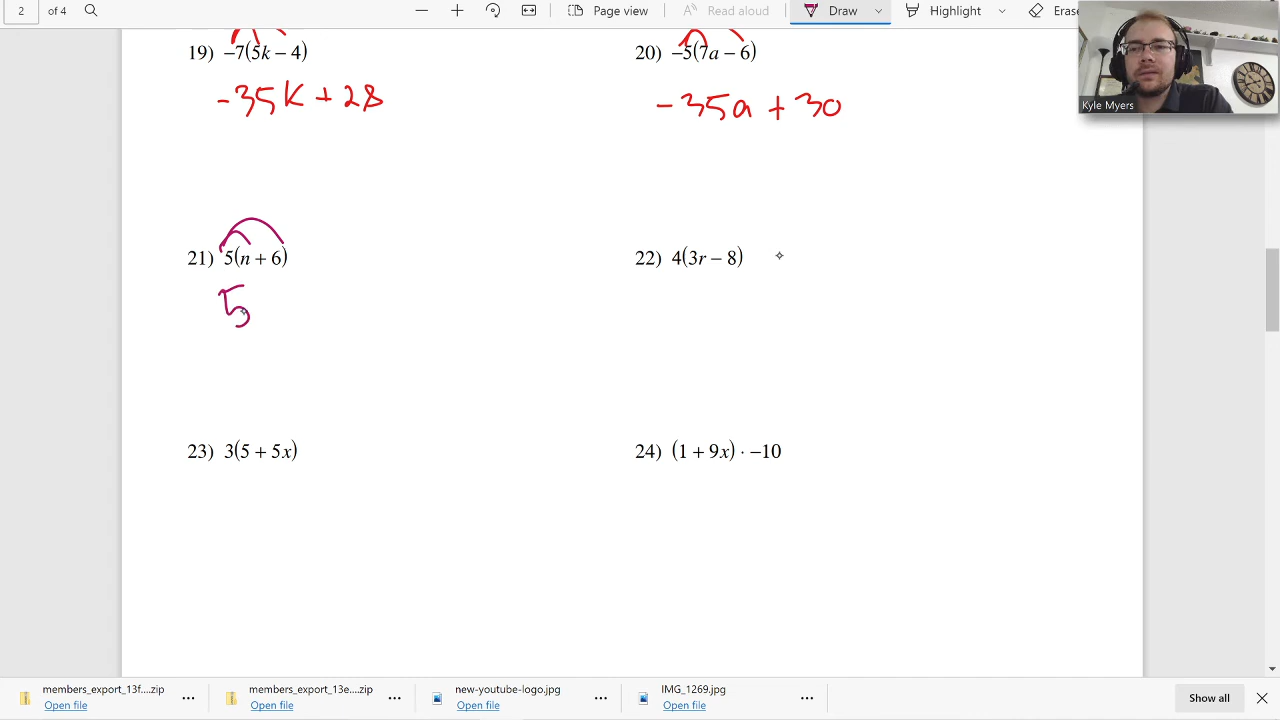 2 of 4 Page view Read aloud Draw Highlight Erase
Kyle Myers
19) –7(5k – 4) 20) –5(7a – 6)
-35k + 28 -35a + 30
21) 5(n + 6) 22) 4(3r – 8)
5
23) 3(5 + 5x) 24) (1 + 9x) · –10
members_export_13f....zip members_export_13e....zip new-youtube-logo.jpg IMG_1269.jpg Show all
Open file Open file Open file Open file